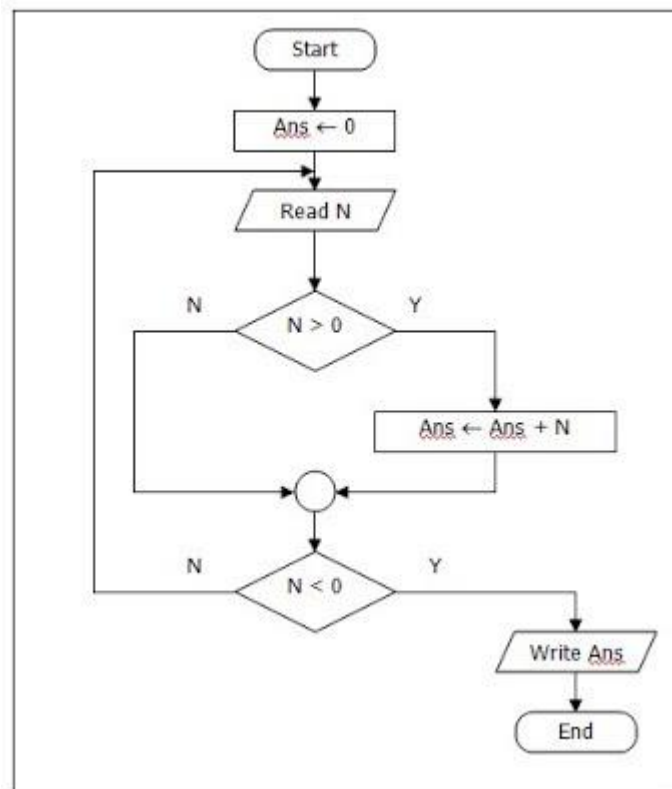 Start
Ans ← 0
Read N
N
Y
N > 0
Ans ← Ans + N
N
Y
N < 0
Write Ans
End